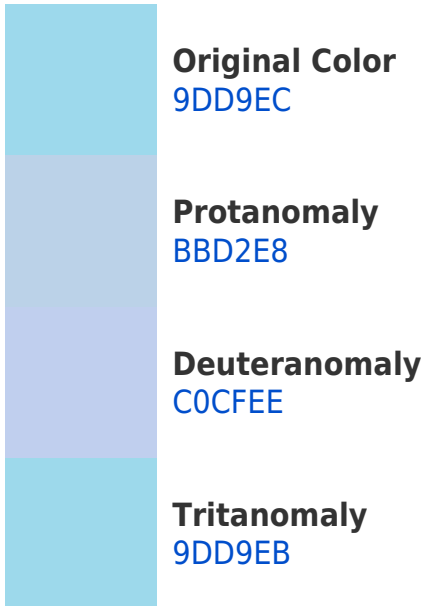 Original Color
9DD9EC
Protanomaly
BBD2E8
Deuteranomaly
C0CFEE
Tritanomaly
9DD9EB